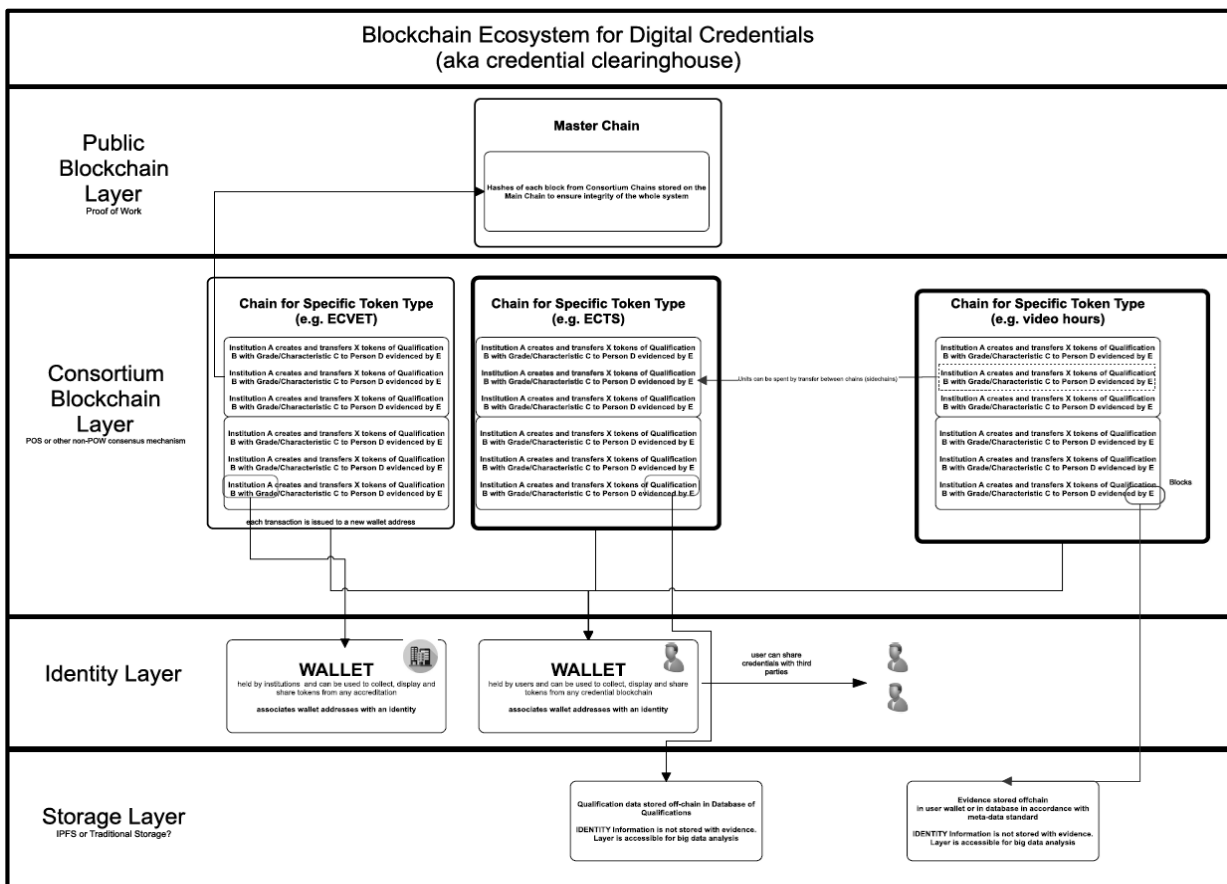 Blockchain Ecosystem for Digital Credentials
(aka credential clearinghouse)
Public
Blockchain
Layer
Proof of Work
Master Chain
Hashes of each block from Consortium Chains stored on the
Main Chain to ensure integrity of the whole system
Consortium
Blockchain
Layer
POS or other non-POW consensus mechanism
Chain for Specific Token Type
(e.g. ECVET)
Institution A creates and transfers X tokens of Qualification
B with Grade/Characteristic C to Person D evidenced by E
Institution A creates and transfers X tokens of Qualification
B with Grade/Characteristic C to Person D evidenced by E
Institution A creates and transfers X tokens of Qualification
B with Grade/Characteristic C to Person D evidenced by E
Institution A creates and transfers X tokens of Qualification
B with Grade/Characteristic C to Person D evidenced by E
Institution A creates and transfers X tokens of Qualification
B with Grade/Characteristic C to Person D evidenced by E
Institution A creates and transfers X tokens of Qualification
B with Grade/Characteristic C to Person D evidenced by E
each transaction is issued to a new wallet address
Chain for Specific Token Type
(e.g. ECTS)
Institution A creates and transfers X tokens of Qualification
B with Grade/Characteristic C to Person D evidenced by E
Institution A creates and transfers X tokens of Qualification
B with Grade/Characteristic C to Person D evidenced by E
Institution A creates and transfers X tokens of Qualification
B with Grade/Characteristic C to Person D evidenced by E
Institution A creates and transfers X tokens of Qualification
B with Grade/Characteristic C to Person D evidenced by E
Institution A creates and transfers X tokens of Qualification
B with Grade/Characteristic C to Person D evidenced by E
Institution A creates and transfers X tokens of Qualification
B with Grade/Characteristic C to Person D evidenced by E
Units can be spent by transfer between chains (sidechains)
Chain for Specific Token Type
(e.g. video hours)
Institution A creates and transfers X tokens of Qualification
B with Grade/Characteristic C to Person D evidenced by E
Institution A creates and transfers X tokens of Qualification
B with Grade/Characteristic C to Person D evidenced by E
Institution A creates and transfers X tokens of Qualification
B with Grade/Characteristic C to Person D evidenced by E
Institution A creates and transfers X tokens of Qualification
B with Grade/Characteristic C to Person D evidenced by E
Institution A creates and transfers X tokens of Qualification
B with Grade/Characteristic C to Person D evidenced by E
Institution A creates and transfers X tokens of Qualification
B with Grade/Characteristic C to Person D evidenced by E
Blocks
Identity Layer
WALLET
held by institutions and can be used to collect, display and
share tokens from any accreditation
associates wallet addresses with an identity
WALLET
held by users and can be used to collect, display and share
tokens from any credential blockchain
associates wallet addresses with an identity
user can share
credentials with third
parties
Storage Layer
IPFS or Traditional Storage?
Qualification data stored off-chain in Database of
Qualifications
IDENTITY Information is not stored with evidence.
Layer is accessible for big data analysis
Evidence stored offchain
in user wallet or in database in accordance with
meta-data standard
IDENTITY Information is not stored with evidence.
Layer is accessible for big data analysis